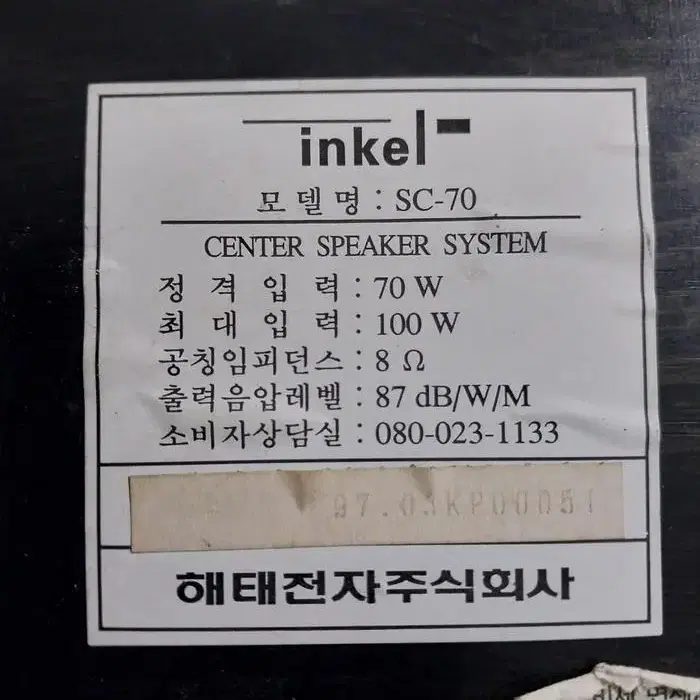 inkel
모델명 : SC-70
CENTER SPEAKER SYSTEM
정격입력 : 70 W
최대입력 : 100 W
공칭임피던스 : 8 Ω
출력음압레벨 : 87 dB/W/M
소비자상담실 : 080-023-1133
해태전자주식회사